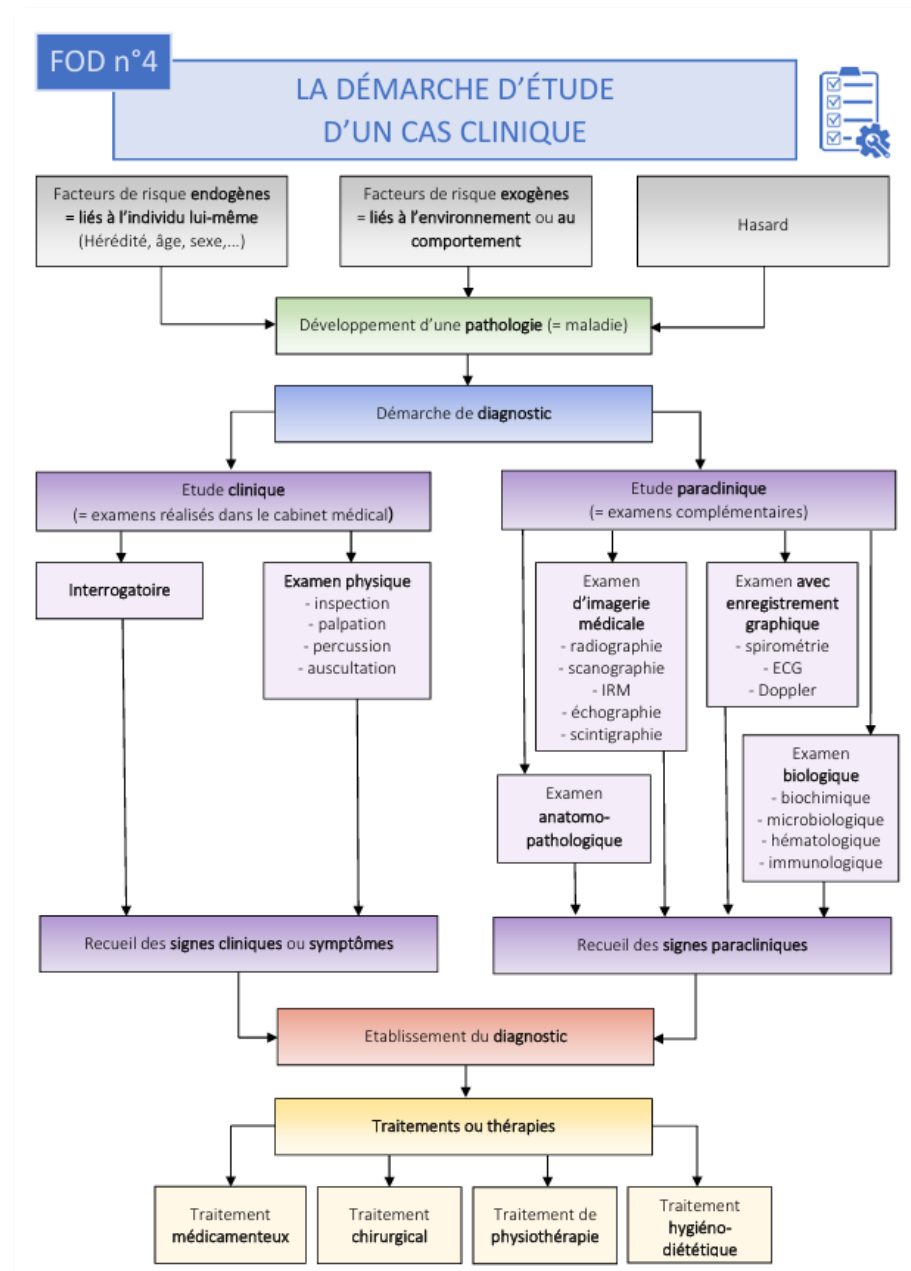 FOD n°4
LA DÉMARCHE D'ÉTUDE
D'UN CAS CLINIQUE
Facteurs de risque endogènes
= liés à l'individu lui-même
(Hérédité, âge, sexe,...)
Facteurs de risque exogènes
= liés à l'environnement ou au
comportement
Hasard
Développement d'une pathologie (= maladie)
Démarche de diagnostic
Etude clinique
(= examens réalisés dans le cabinet médical)
Etude paraclinique
(= examens complémentaires)
Interrogatoire
Examen physique
- inspection
- palpation
- percussion
- auscultation
Examen
d'imagerie
médicale
- radiographie
- scanographie
- IRM
- échographie
- scintigraphie
Examen avec
enregistrement
graphique
- spirométrie
- ECG
- Doppler
Examen
anatomo-
pathologique
Examen
biologique
- biochimique
- microbiologique
- hématologique
- immunologique
Recueil des signes cliniques ou symptômes
Recueil des signes paracliniques
Etablissement du diagnostic
Traitements ou thérapies
Traitement
médicamenteux
Traitement
chirurgical
Traitement de
physiothérapie
Traitement
hygiéno-
diététique